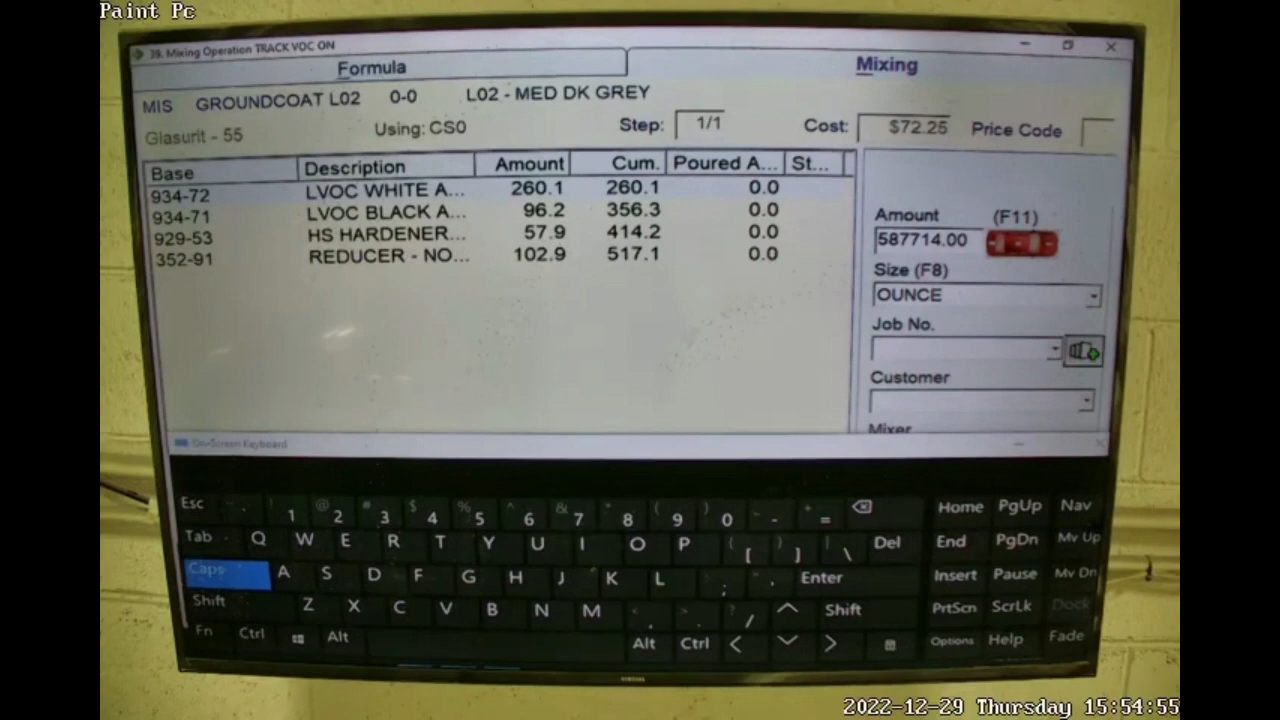 Paint Pc
39. Mixing Operation TRACK VOC ON
Formula
Mixing
MIS GROUNDCOAT L02 0-0 L02 - MED DK GREY
Glasurit - 55 Using: CS0 Step: 1/1 Cost: $72.25 Price Code
Base Description Amount Cum. Poured A... St...
934-72 LVOC WHITE A... 260.1 260.1 0.0
934-71 LVOC BLACK A... 96.2 356.3 0.0
929-53 HS HARDENER... 57.9 414.2 0.0
352-91 REDUCER - NO... 102.9 517.1 0.0
Amount (F11)
587714.00
Size (F8)
OUNCE
Job No.
Customer
Mixer
On-Screen Keyboard
Esc 1 @ 2 # 3 $ 4 % 5 ^ 6 & 7 * 8 ( 9 ) 0 - + = Home PgUp Nav
Tab Q W E R T Y U I O P { [ } ] | \ Del End PgDn Mv Up
Caps A S D F G H J K L ; Enter Insert Pause Mv Dn
Shift Z X C V B N M < , > . ? / Shift PrtScn ScrLk Dock
Fn Ctrl Alt Alt Ctrl Options Help Fade
SAMSUNG
2022-12-29 Thursday 15:54:55